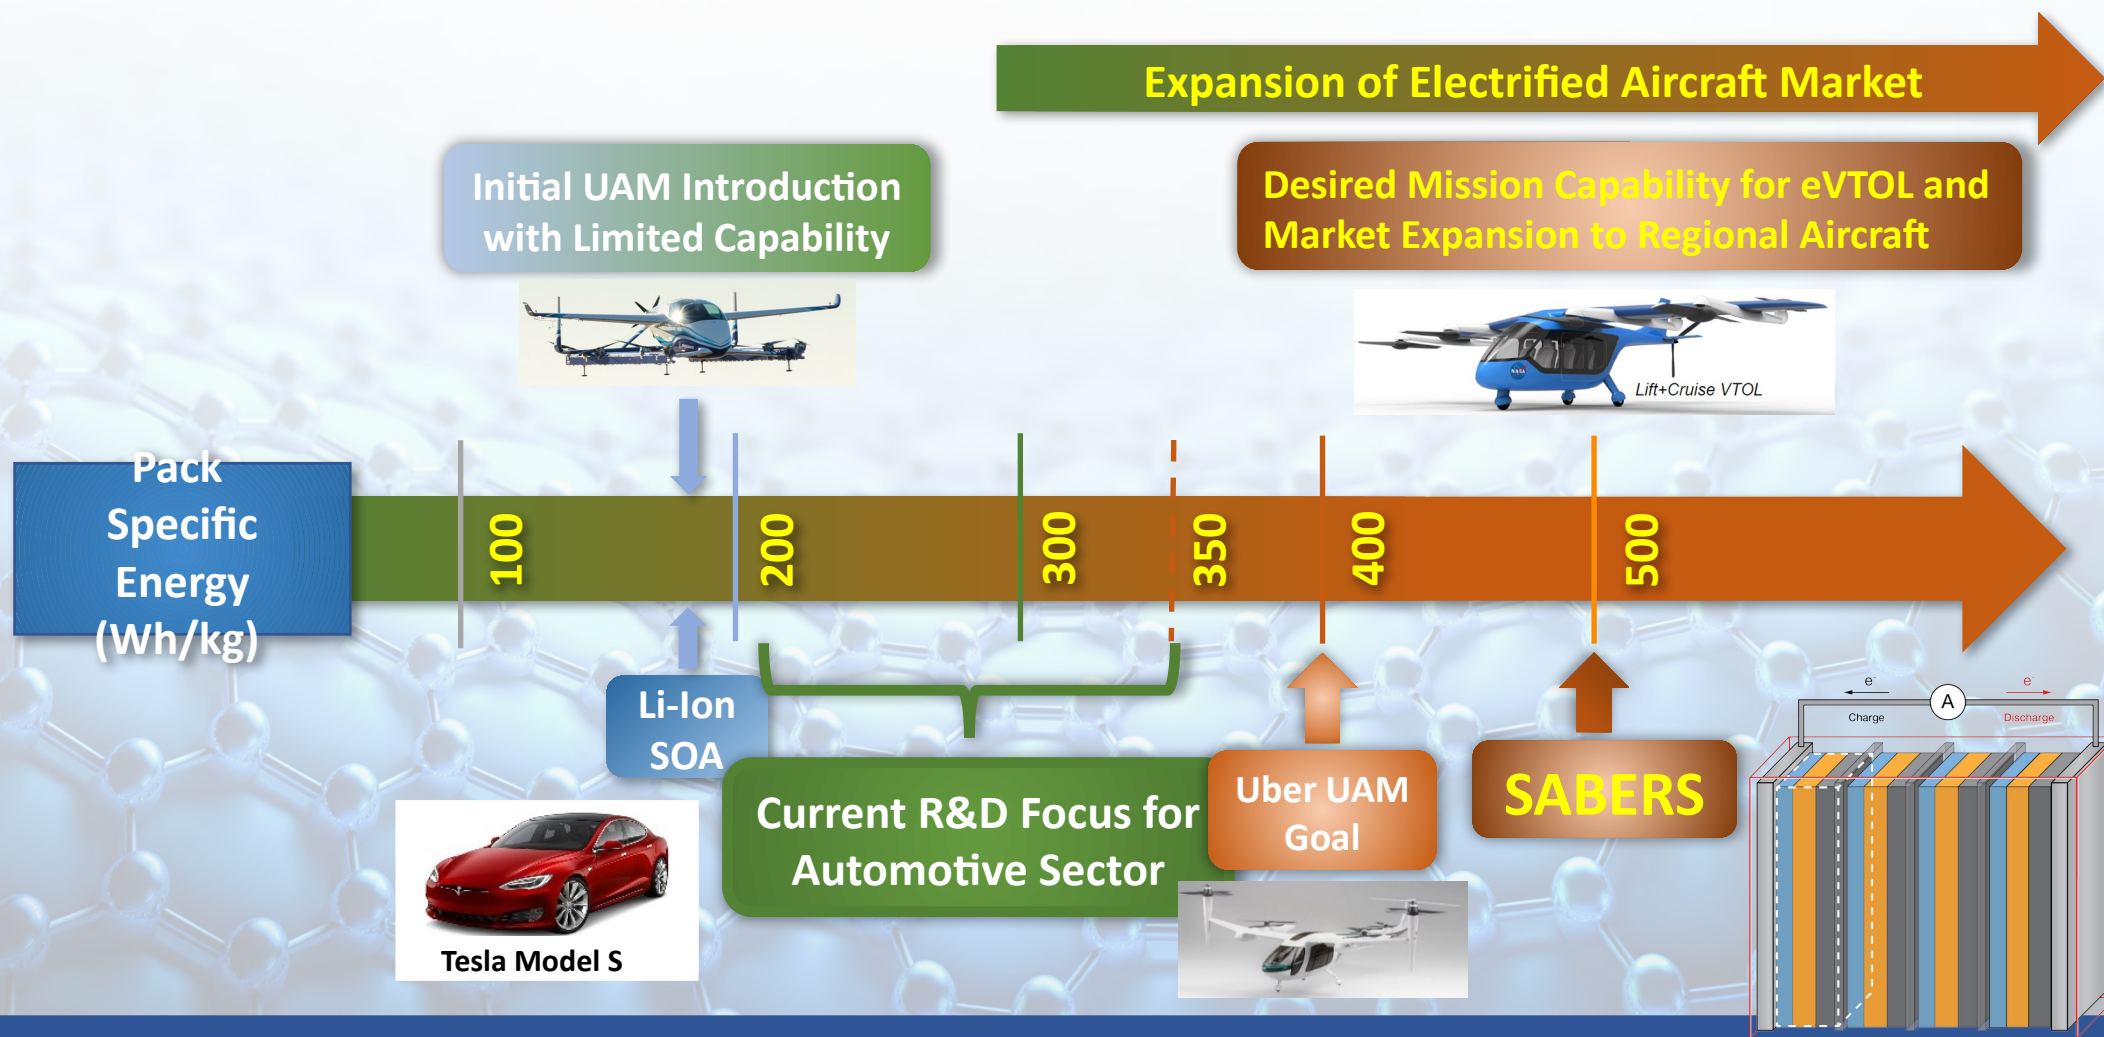 Expansion of Electrified Aircraft Market
Initial UAM Introduction
with Limited Capability
Desired Mission Capability for eVTOL and
Market Expansion to Regional Aircraft
NASA
Lift+Cruise VTOL
Pack
Specific
Energy
(Wh/kg)
100
200
300
350
400
500
Li-Ion
SOA
Current R&D Focus for
Automotive Sector
Uber UAM
Goal
SABERS
Tesla Model S
e-
A
e-
Charge
Discharge